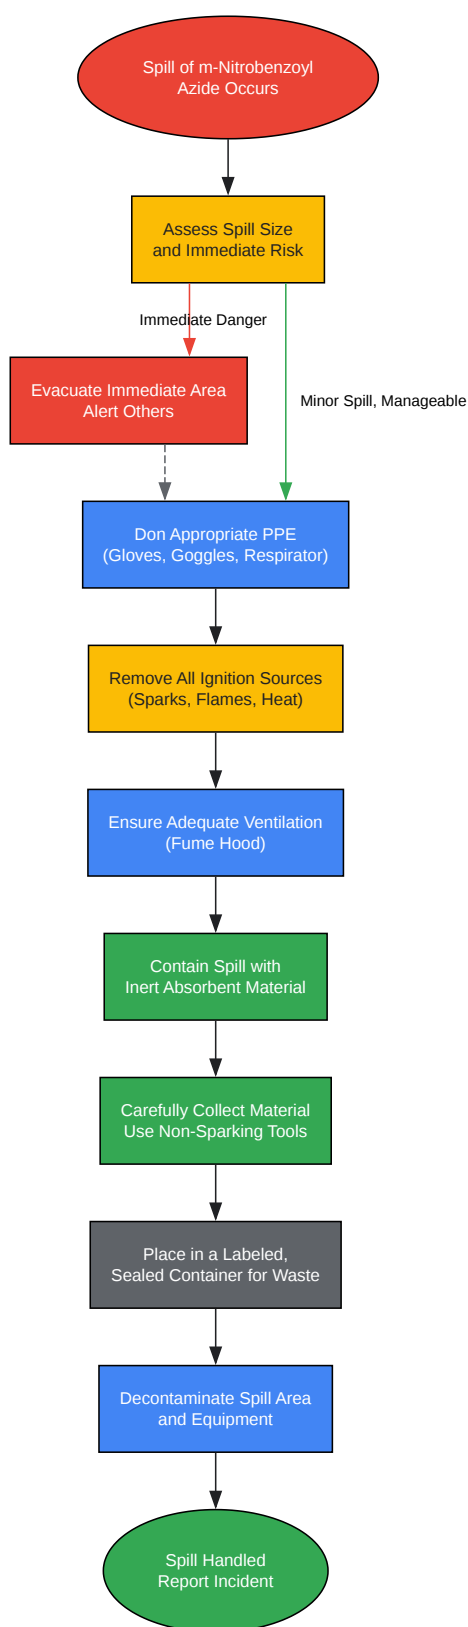 Spill of m-Nitrobenzoyl
Azide Occurs
Assess Spill Size
and Immediate Risk
Immediate Danger
Evacuate Immediate Area
Alert Others
Minor Spill, Manageable
Don Appropriate PPE
(Gloves, Goggles, Respirator)
Remove All Ignition Sources
(Sparks, Flames, Heat)
Ensure Adequate Ventilation
(Fume Hood)
Contain Spill with
Inert Absorbent Material
Carefully Collect Material
Use Non-Sparking Tools
Place in a Labeled,
Sealed Container for Waste
Decontaminate Spill Area
and Equipment
Spill Handled
Report Incident